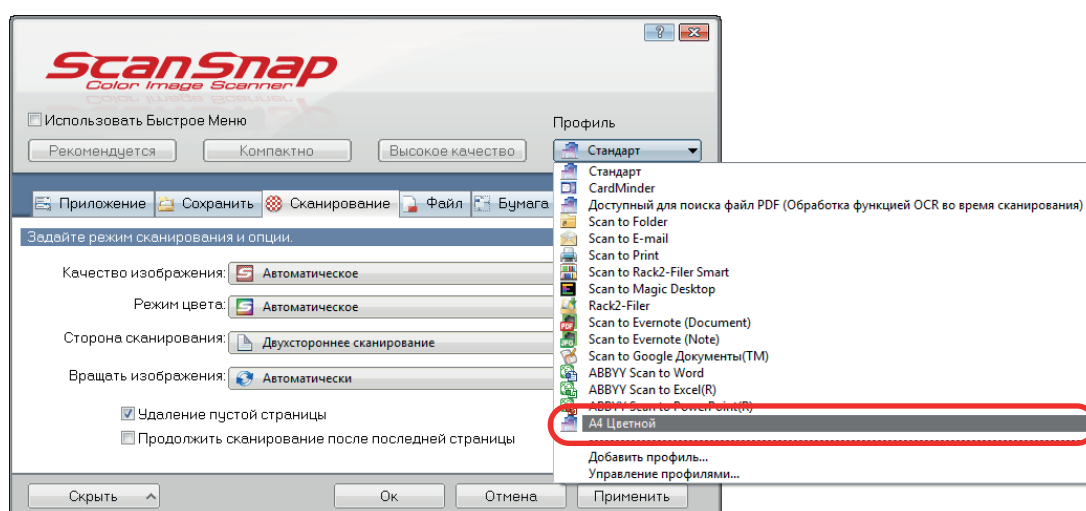 ScanSnap
Color Image Scanner
Использовать Быстрое Меню
Профиль
Рекомендуется
Компактно
Высокое качество
Стандарт
Приложение
Сохранить
Сканирование
Файл
Бумага
Задайте режим сканирования и опции.
Качество изображения:
Автоматическое
Режим цвета:
Автоматическое
Сторона сканирования:
Двухстороннее сканирование
Вращать изображения:
Автоматически
Удаление пустой страницы
Продолжить сканирование после последней страницы
Скрыть
Ок
Отмена
Применить
Стандарт
CardMinder
Доступный для поиска файл PDF (Обработка функцией OCR во время сканирования)
Scan to Folder
Scan to E-mail
Scan to Print
Scan to Rack2-Filer Smart
Scan to Magic Desktop
Rack2-Filer
Scan to Evernote (Document)
Scan to Evernote (Note)
Scan to Google Документы(TM)
ABBYY Scan to Word
ABBYY Scan to Excel(R)
ABBYY Scan to PowerPoint(R)
A4 Цветной
Добавить профиль...
Управление профилями...